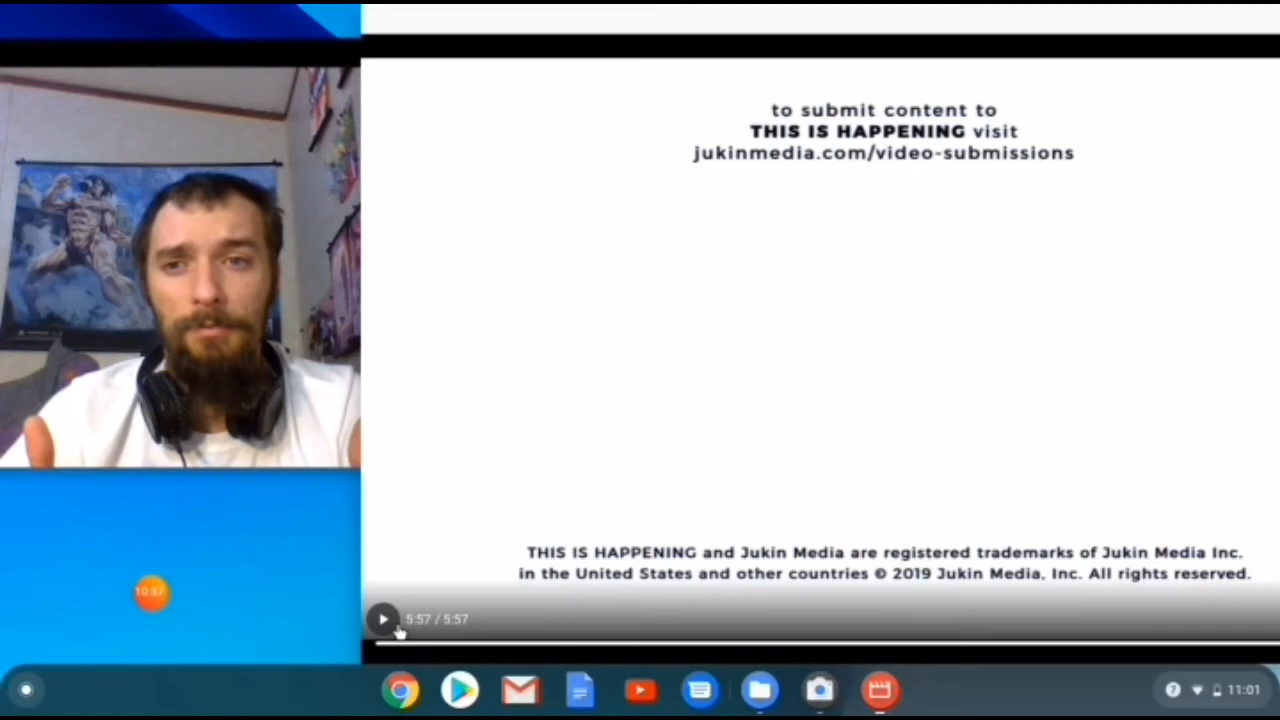 to submit content to
THIS IS HAPPENING visit
jukinmedia.com/video-submissions
THIS IS HAPPENING and Jukin Media are registered trademarks of Jukin Media Inc.
in the United States and other countries © 2019 Jukin Media, Inc. All rights reserved.
10:57
5:57 / 5:57
11:01